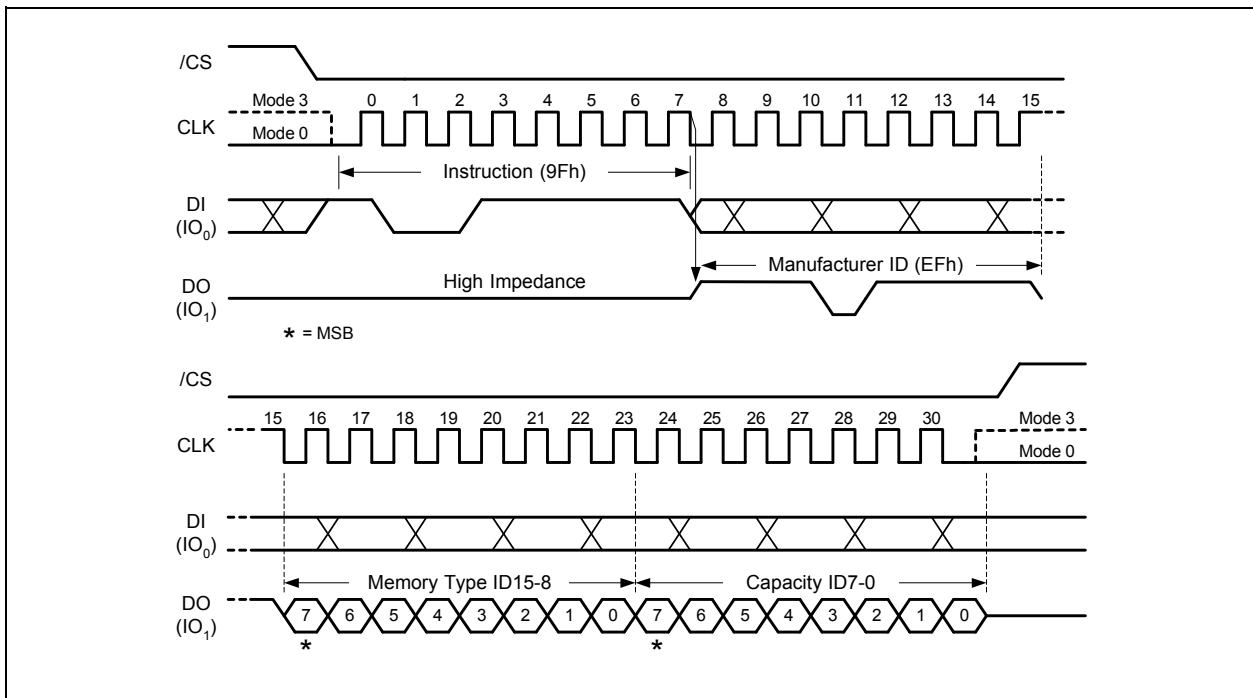 /CS
Mode 3 0 1 2 3 4 5 6 7 8 9 10 11 12 13 14 15
CLK
Mode 0
Instruction (9Fh)
DI
(IO0)
Manufacturer ID (EFh)
High Impedance
DO
(IO1)
* = MSB
/CS
15 16 17 18 19 20 21 22 23 24 25 26 27 28 29 30 Mode 3
CLK
Mode 0
DI
(IO0)
Memory Type ID15-8 Capacity ID7-0
DO 7 6 5 4 3 2 1 0 7 6 5 4 3 2 1 0
(IO1)
* *